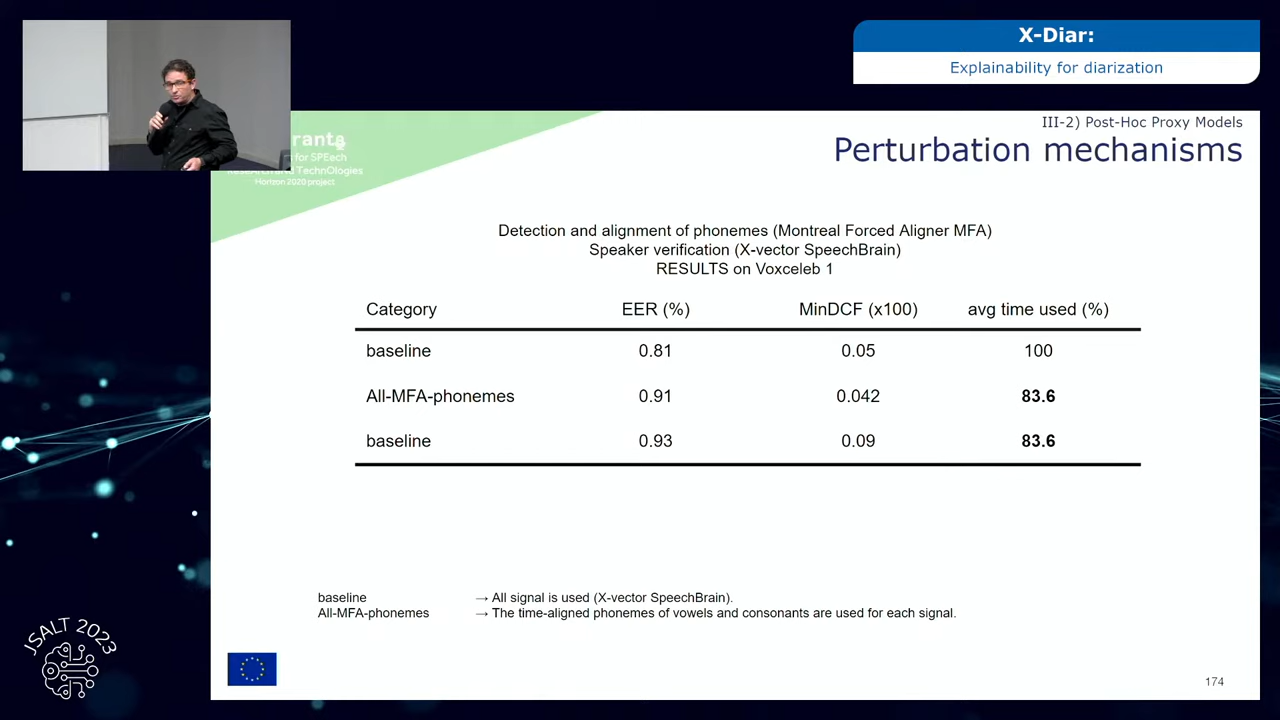 X-Diar:
Explainability for diarization
III-2) Post-Hoc Proxy Models
Perturbation mechanisms
for SPEech
TechnOlogies
Horizon 2020 project
Detection and alignment of phonemes (Montreal Forced Aligner MFA)
Speaker verification (X-vector SpeechBrain)
RESULTS on Voxceleb 1
Category EER (%) MinDCF (x100) avg time used (%)
baseline 0.81 0.05 100
All-MFA-phonemes 0.91 0.042 83.6
baseline 0.93 0.09 83.6
baseline → All signal is used (X-vector SpeechBrain).
All-MFA-phonemes → The time-aligned phonemes of vowels and consonants are used for each signal.
JSALT 2023
174